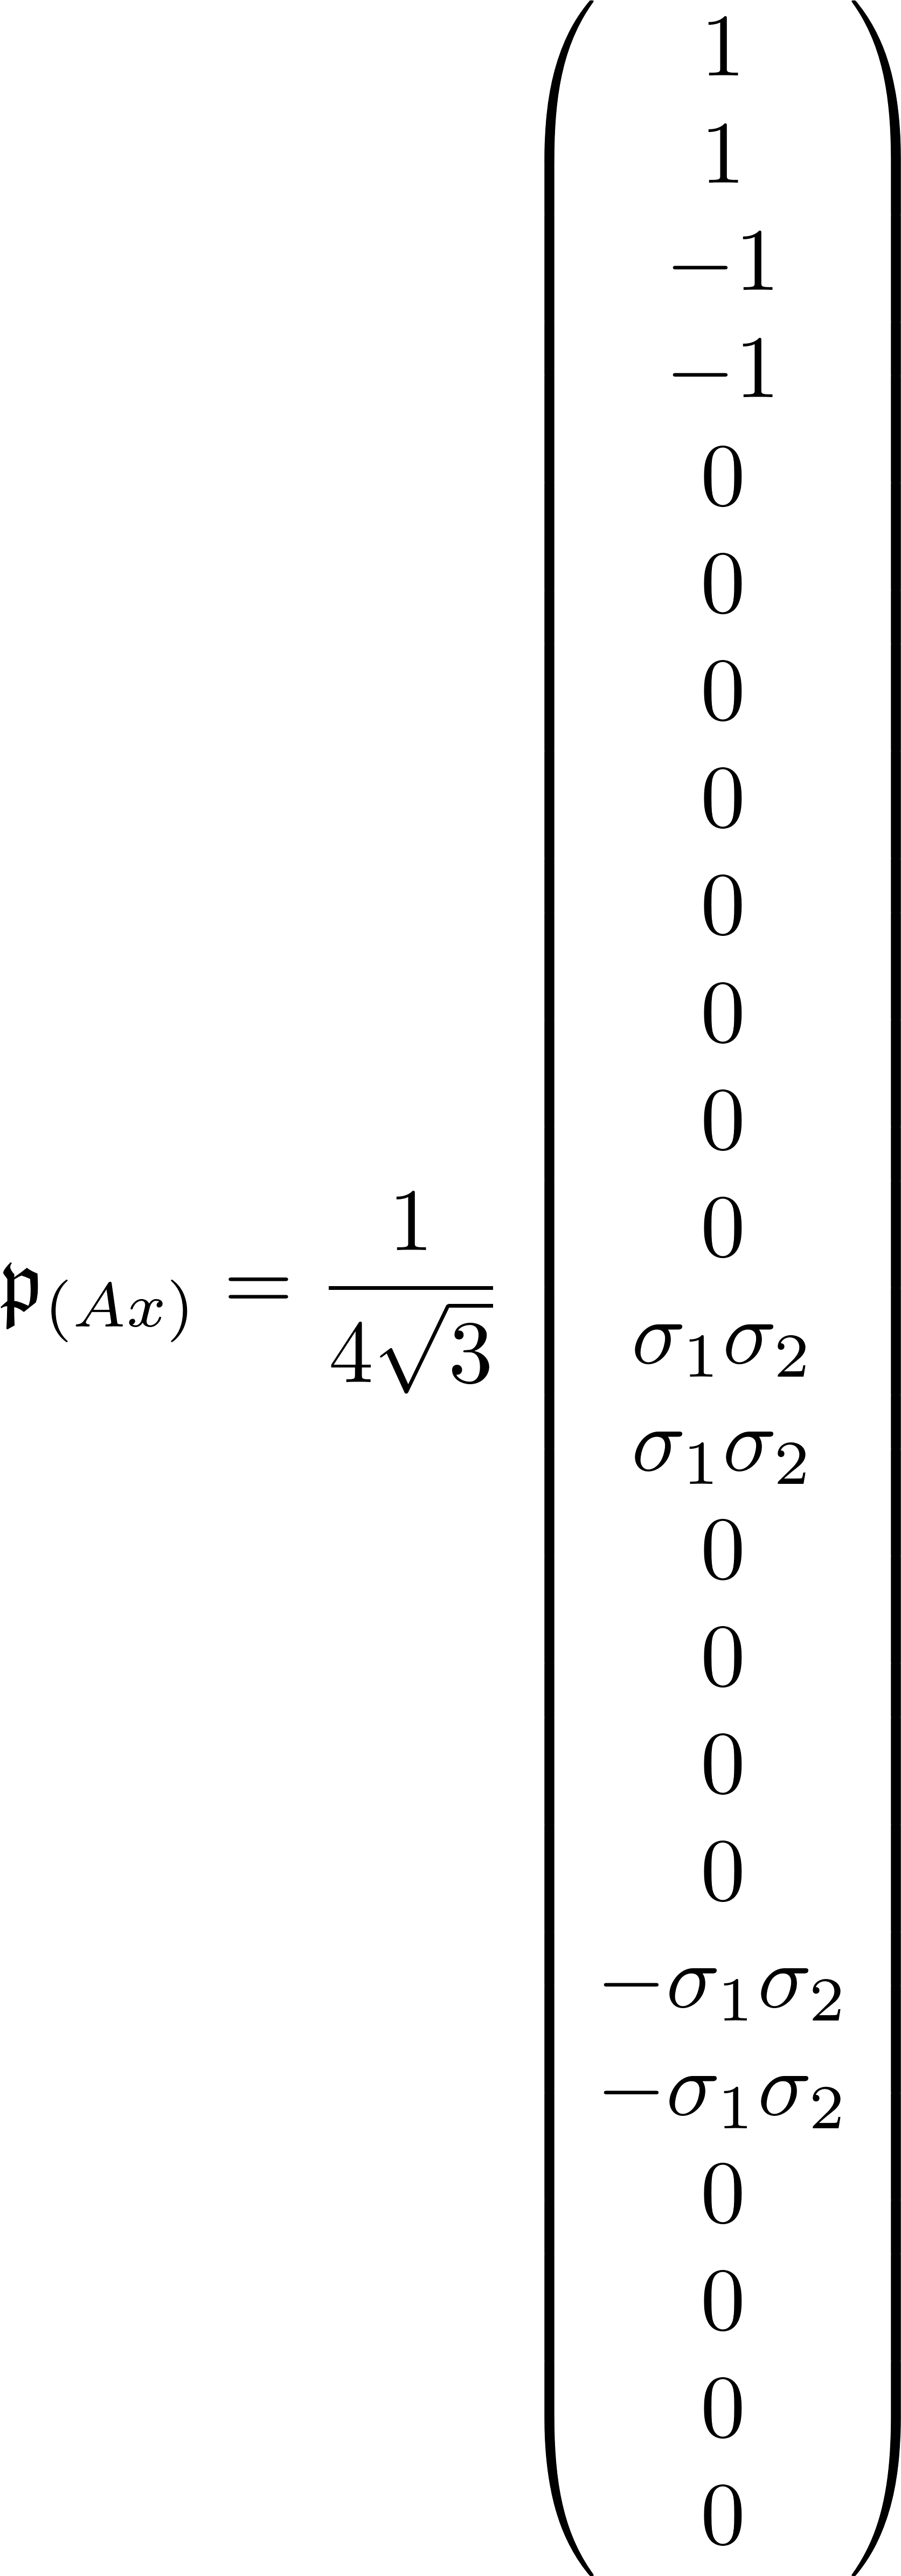 𝔭₍Ax₎ = \frac{1}{4\sqrt{3}} \begin{pmatrix} 1 \\ 1 \\ -1 \\ -1 \\ 0 \\ 0 \\ 0 \\ 0 \\ 0 \\ 0 \\ 0 \\ 0 \\ \sigma_1\sigma_2 \\ \sigma_1\sigma_2 \\ 0 \\ 0 \\ 0 \\ 0 \\ -\sigma_1\sigma_2 \\ -\sigma_1\sigma_2 \\ 0 \\ 0 \\ 0 \\ 0 \end{pmatrix}